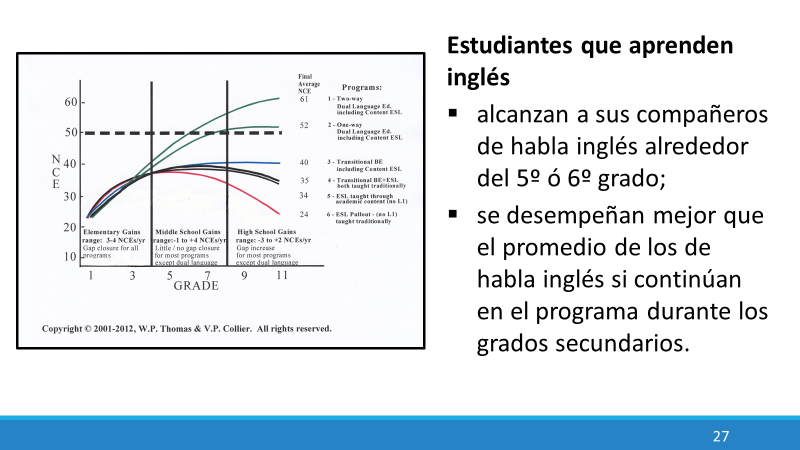 Estudiantes que aprenden
inglés
▪ alcanzan a sus compañeros
de habla inglés alrededor
del 5º ó 6º grado;
▪ se desempeñan mejor que
el promedio de los de
habla inglés si continúan
en el programa durante los
grados secundarios.
Final
Average
NCE
Programs:
61
1 - Two-way
Dual Language Ed.
including Content ESL
52
2 - One-way
Dual Language Ed.
including Content ESL
40
3 - Transitional BE
including Content ESL
35
4 - Transitional BE+ESL
both taught traditionally
34
5 - ESL taught through
academic content (no L1)
24
6 - ESL Pullout - (no L1)
taught traditionally
60
50
40
30
20
10
N
C
E
Elementary Gains
range: 3-4 NCEs/yr
Gap closure for all
programs
Middle School Gains
range:-1 to +4 NCEs/yr
Little / no gap closure
for most programs
except dual language
High School Gains
range: -3 to +2 NCEs/yr
Gap increase
for most programs
except dual language
1 3 5 7 9 11
GRADE
Copyright © 2001-2012, W.P. Thomas & V.P. Collier. All rights reserved.
27